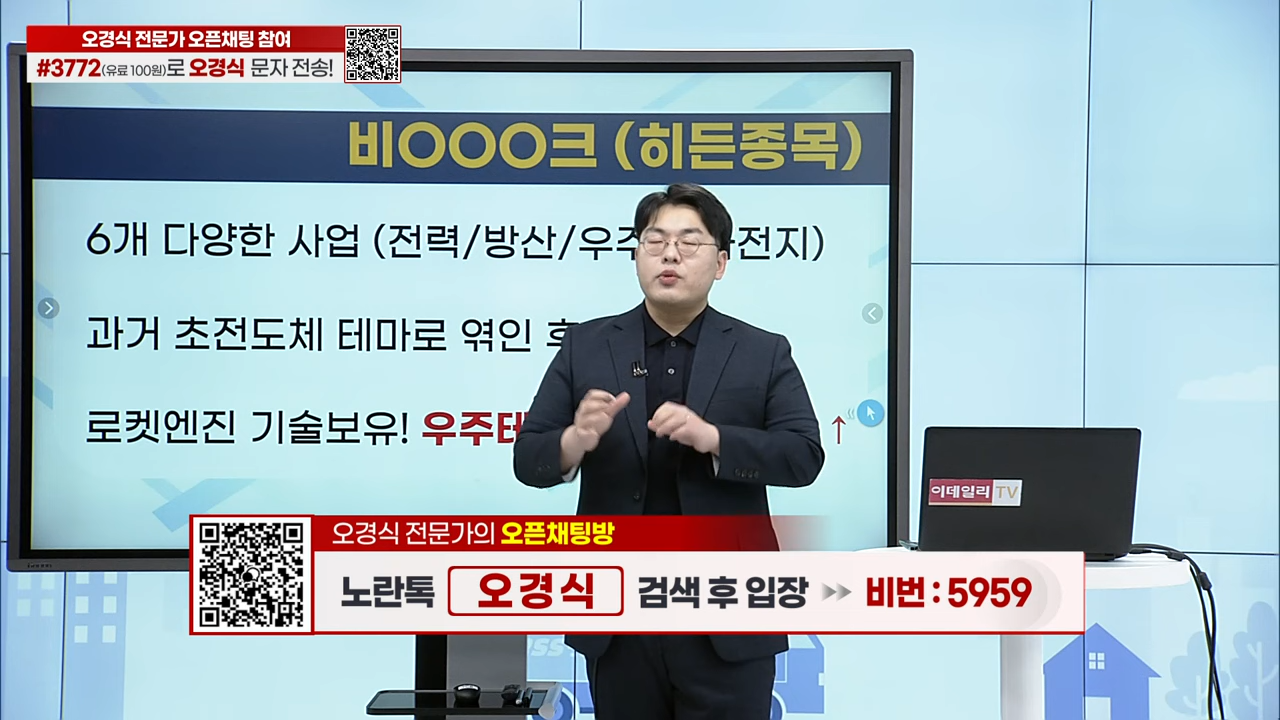 오경식 전문가 오픈채팅 참여
#3772(유료 100원)로 오경식 문자 전송!
비OOO크 (히든종목)
6개 다양한 사업 (전력/방산/우주 전지)
과거 초전도체 테마로 엮인
로켓엔진 기술보유! 우주테 ↑
이데일리TV
오경식 전문가의 오픈채팅방
노란톡 오경식 검색 후 입장 비번 : 5959